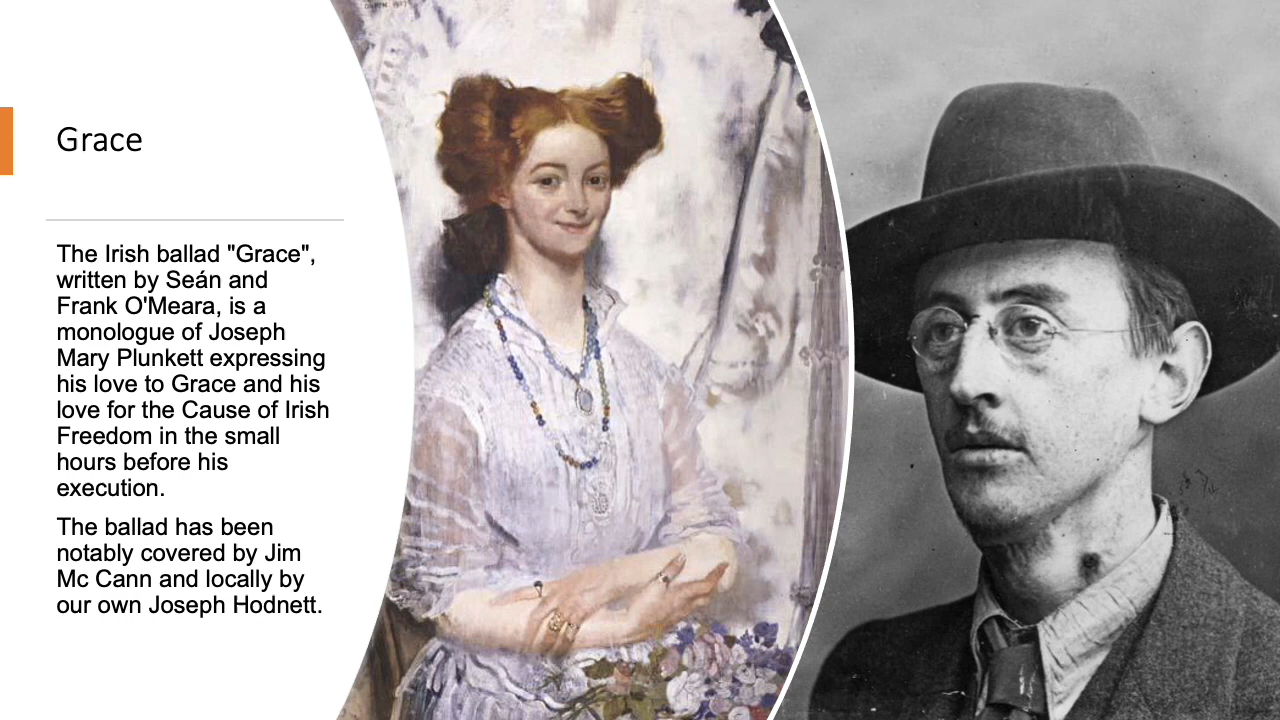 Grace
The Irish ballad "Grace",
written by Seán and
Frank O'Meara, is a
monologue of Joseph
Mary Plunkett expressing
his love to Grace and his
love for the Cause of Irish
Freedom in the small
hours before his
execution.
The ballad has been
notably covered by Jim
Mc Cann and locally by
our own Joseph Hodnett.